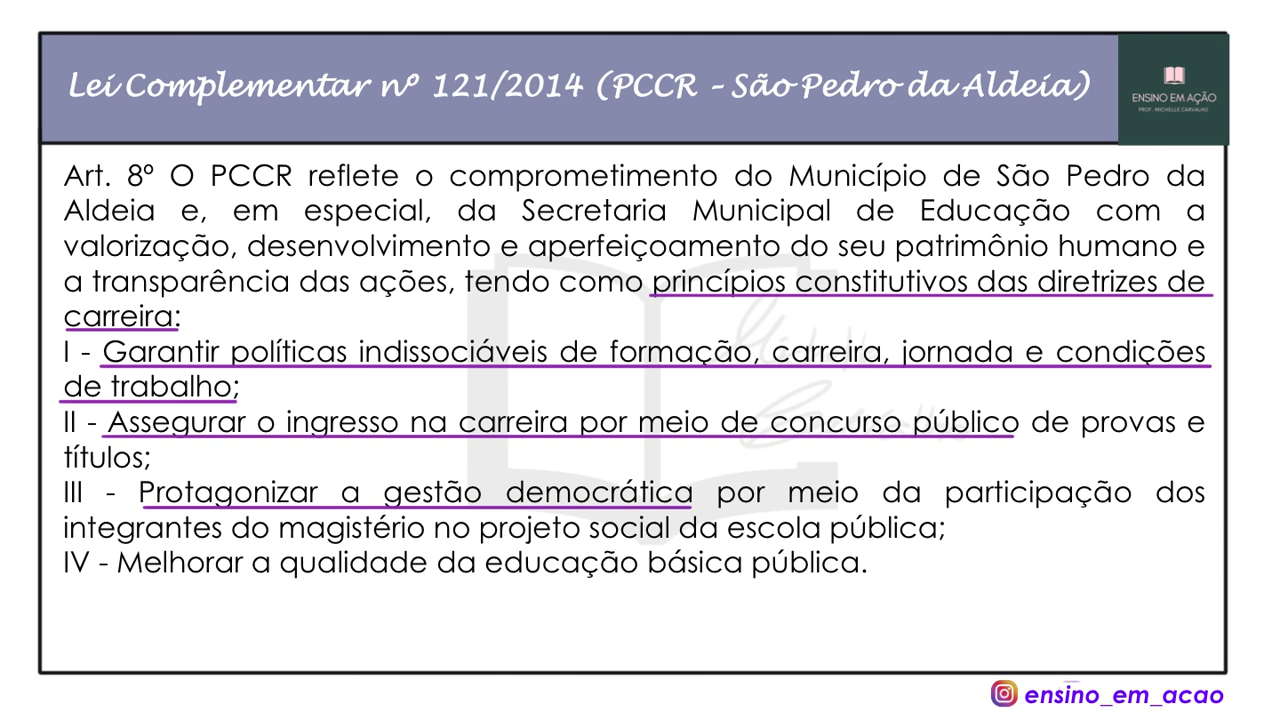 Lei Complementar nº 121/2014 (PCCR – São Pedro da Aldeia)
ENSINO EM AÇÃO
PROF. MICHELLE CARVALHO
Art. 8º O PCCR reflete o comprometimento do Município de São Pedro da
Aldeia e, em especial, da Secretaria Municipal de Educação com a
valorização, desenvolvimento e aperfeiçoamento do seu patrimônio humano e
a transparência das ações, tendo como princípios constitutivos das diretrizes de
carreira:
I - Garantir políticas indissociáveis de formação, carreira, jornada e condições
de trabalho;
II - Assegurar o ingresso na carreira por meio de concurso público de provas e
títulos;
III - Protagonizar a gestão democrática por meio da participação dos
integrantes do magistério no projeto social da escola pública;
IV - Melhorar a qualidade da educação básica pública.
ensino_em_acao